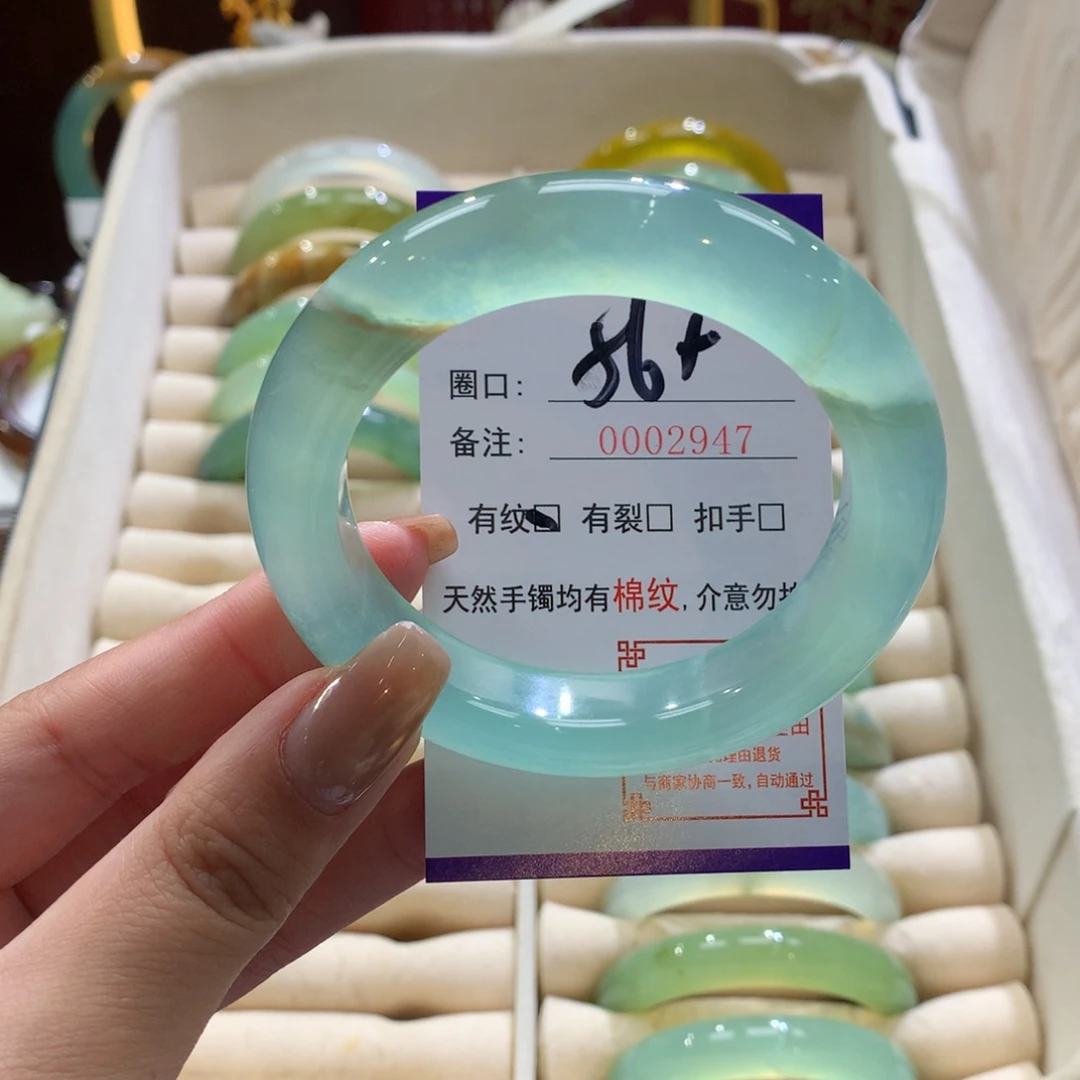 圈口: 56+
备注: 0002947
有纹☑ 有裂□ 扣手□
天然手镯均有棉纹, 介意勿
理由退货
与商家协商一致, 自动通过